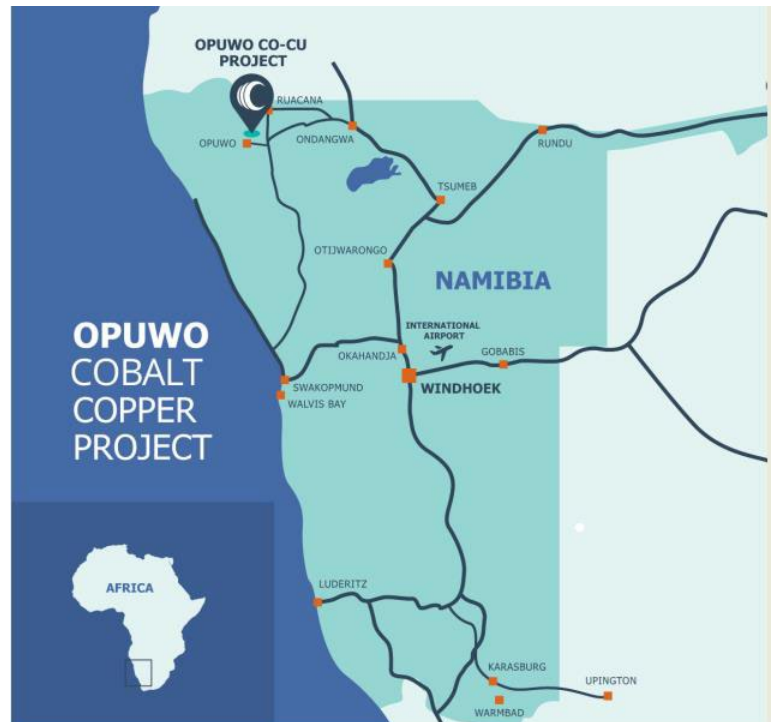 OPUWO CO-CU
PROJECT
RUACANA
OPUWO
ONDANGWA
RUNDU
TSUMEB
OTIJWARONGO
NAMIBIA
INTERNATIONAL
AIRPORT
OKAHANDJA
GOBABIS
WINDHOEK
SWAKOPMUND
WALVIS BAY
OPUWO
COBALT
COPPER
PROJECT
AFRICA
LUDERITZ
KARASBURG
UPINGTON
WARMBAD